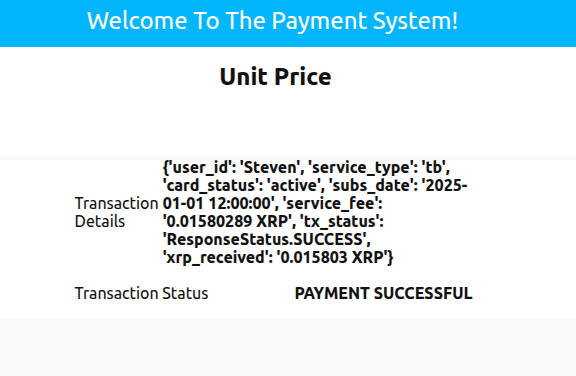 Welcome To The Payment System!
Unit Price
{'user_id': 'Steven', 'service_type': 'tb',
'card_status': 'active', 'subs_date': '2025-
Transaction 01-01 12:00:00', 'service_fee':
Details '0.01580289 XRP', 'tx_status':
'ResponseStatus.SUCCESS',
'xrp_received': '0.015803 XRP'}
Transaction Status PAYMENT SUCCESSFUL